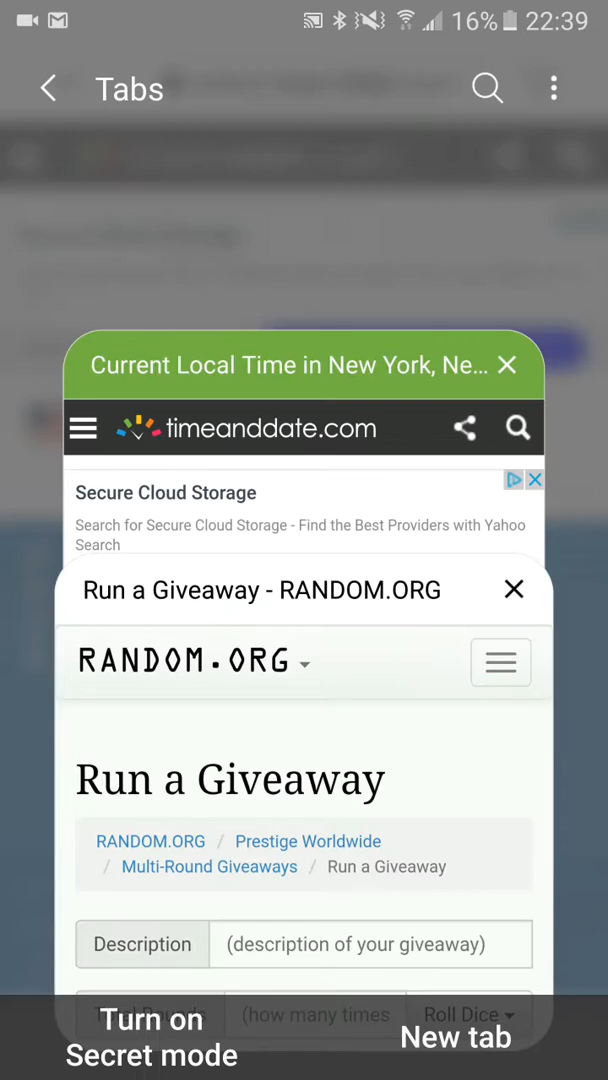 16% 22:39
Tabs
Current Local Time in New York, Ne...
timeanddate.com
Secure Cloud Storage
Search for Secure Cloud Storage - Find the Best Providers with Yahoo
Search
Run a Giveaway - RANDOM.ORG
RANDOM.ORG
Run a Giveaway
RANDOM.ORG / Prestige Worldwide
/ Multi-Round Giveaways / Run a Giveaway
Description (description of your giveaway)
Total Rounds (how many times Roll Dice
Turn on
Secret mode
New tab